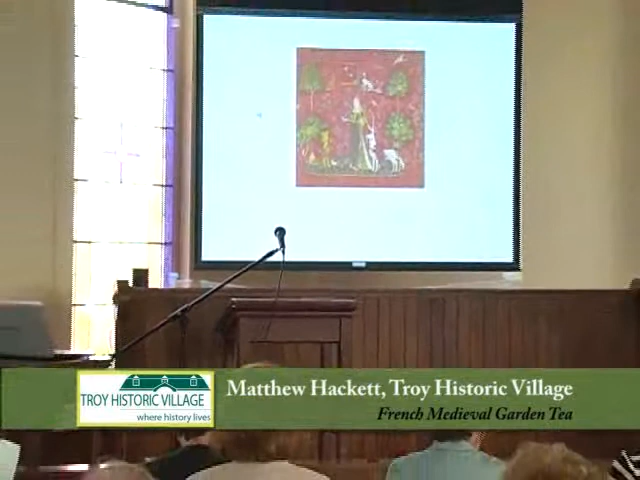 TROY HISTORIC VILLAGE
where history lives
Matthew Hackett, Troy Historic Village
French Medieval Garden Tea